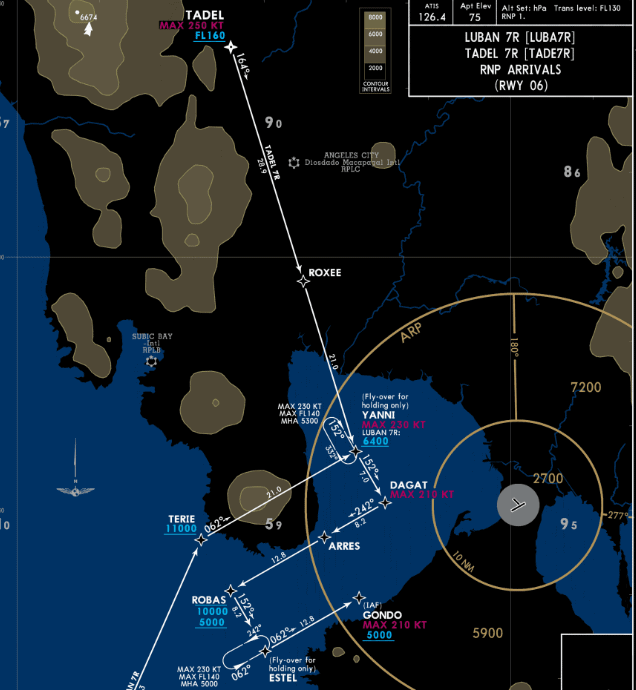 ATIS
126.4
Apt Elev
75
Alt Set: hPa Trans level: FL130
RNP 1.
LUBAN 7R [LUBA7R]
TADEL 7R [TADE7R]
RNP ARRIVALS
(RWY 06)
8000
6000
4000
2000
CONTOUR
INTERVALS
6674
TADEL
MAX 250 KT
FL160
164°
90
TADEL 7R
28.9
ANGELES CITY
Diosdado Macapagal Intl
RPLC
86
ROXEE
21.0
SUBIC BAY
-Intl
RPLB
ARP
180°
7200
MAX 230 KT
MAX FL140
MHA 5300
(Fly-over for
holding only)
YANNI
MAX 230 KT
LUBAN 7R:
6400
152°
332°
152°
7.0
DAGAT
MAX 210 KT
242°
8.2
2700
95
277°
10 NM
21.0
TERIE
11000
062°
59
ARRES
12.8
ROBAS
10000
5000
152°
8.2
242°
062°
12.8
(IAF)
GONDO
MAX 210 KT
5000
5900
MAX 230 KT
MAX FL140
MHA 5000
062°
(Fly-over for
holding only)
ESTEL